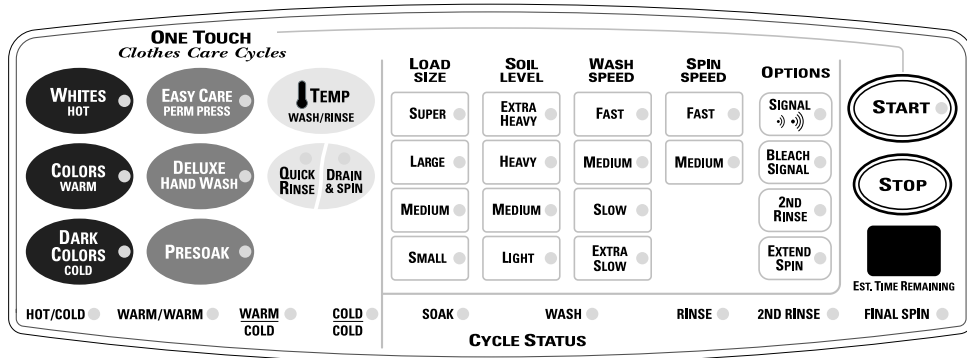 ONE TOUCH
Clothes Care Cycles
WHITES
HOT
EASY CARE
PERM PRESS
TEMP
WASH/RINSE
COLORS
WARM
DELUXE
HAND WASH
QUICK
RINSE
DRAIN
& SPIN
DARK
COLORS
COLD
PRESOAK
LOAD
SIZE
SUPER
LARGE
MEDIUM
SMALL
SOIL
LEVEL
EXTRA
HEAVY
HEAVY
MEDIUM
LIGHT
WASH
SPEED
FAST
MEDIUM
SLOW
EXTRA
SLOW
SPIN
SPEED
FAST
MEDIUM
OPTIONS
SIGNAL
BLEACH
SIGNAL
2ND
RINSE
EXTEND
SPIN
START
STOP
EST. TIME REMAINING
HOT/COLD
WARM/WARM
WARM
COLD
COLD
COLD
SOAK
WASH
RINSE
2ND RINSE
FINAL SPIN
CYCLE STATUS